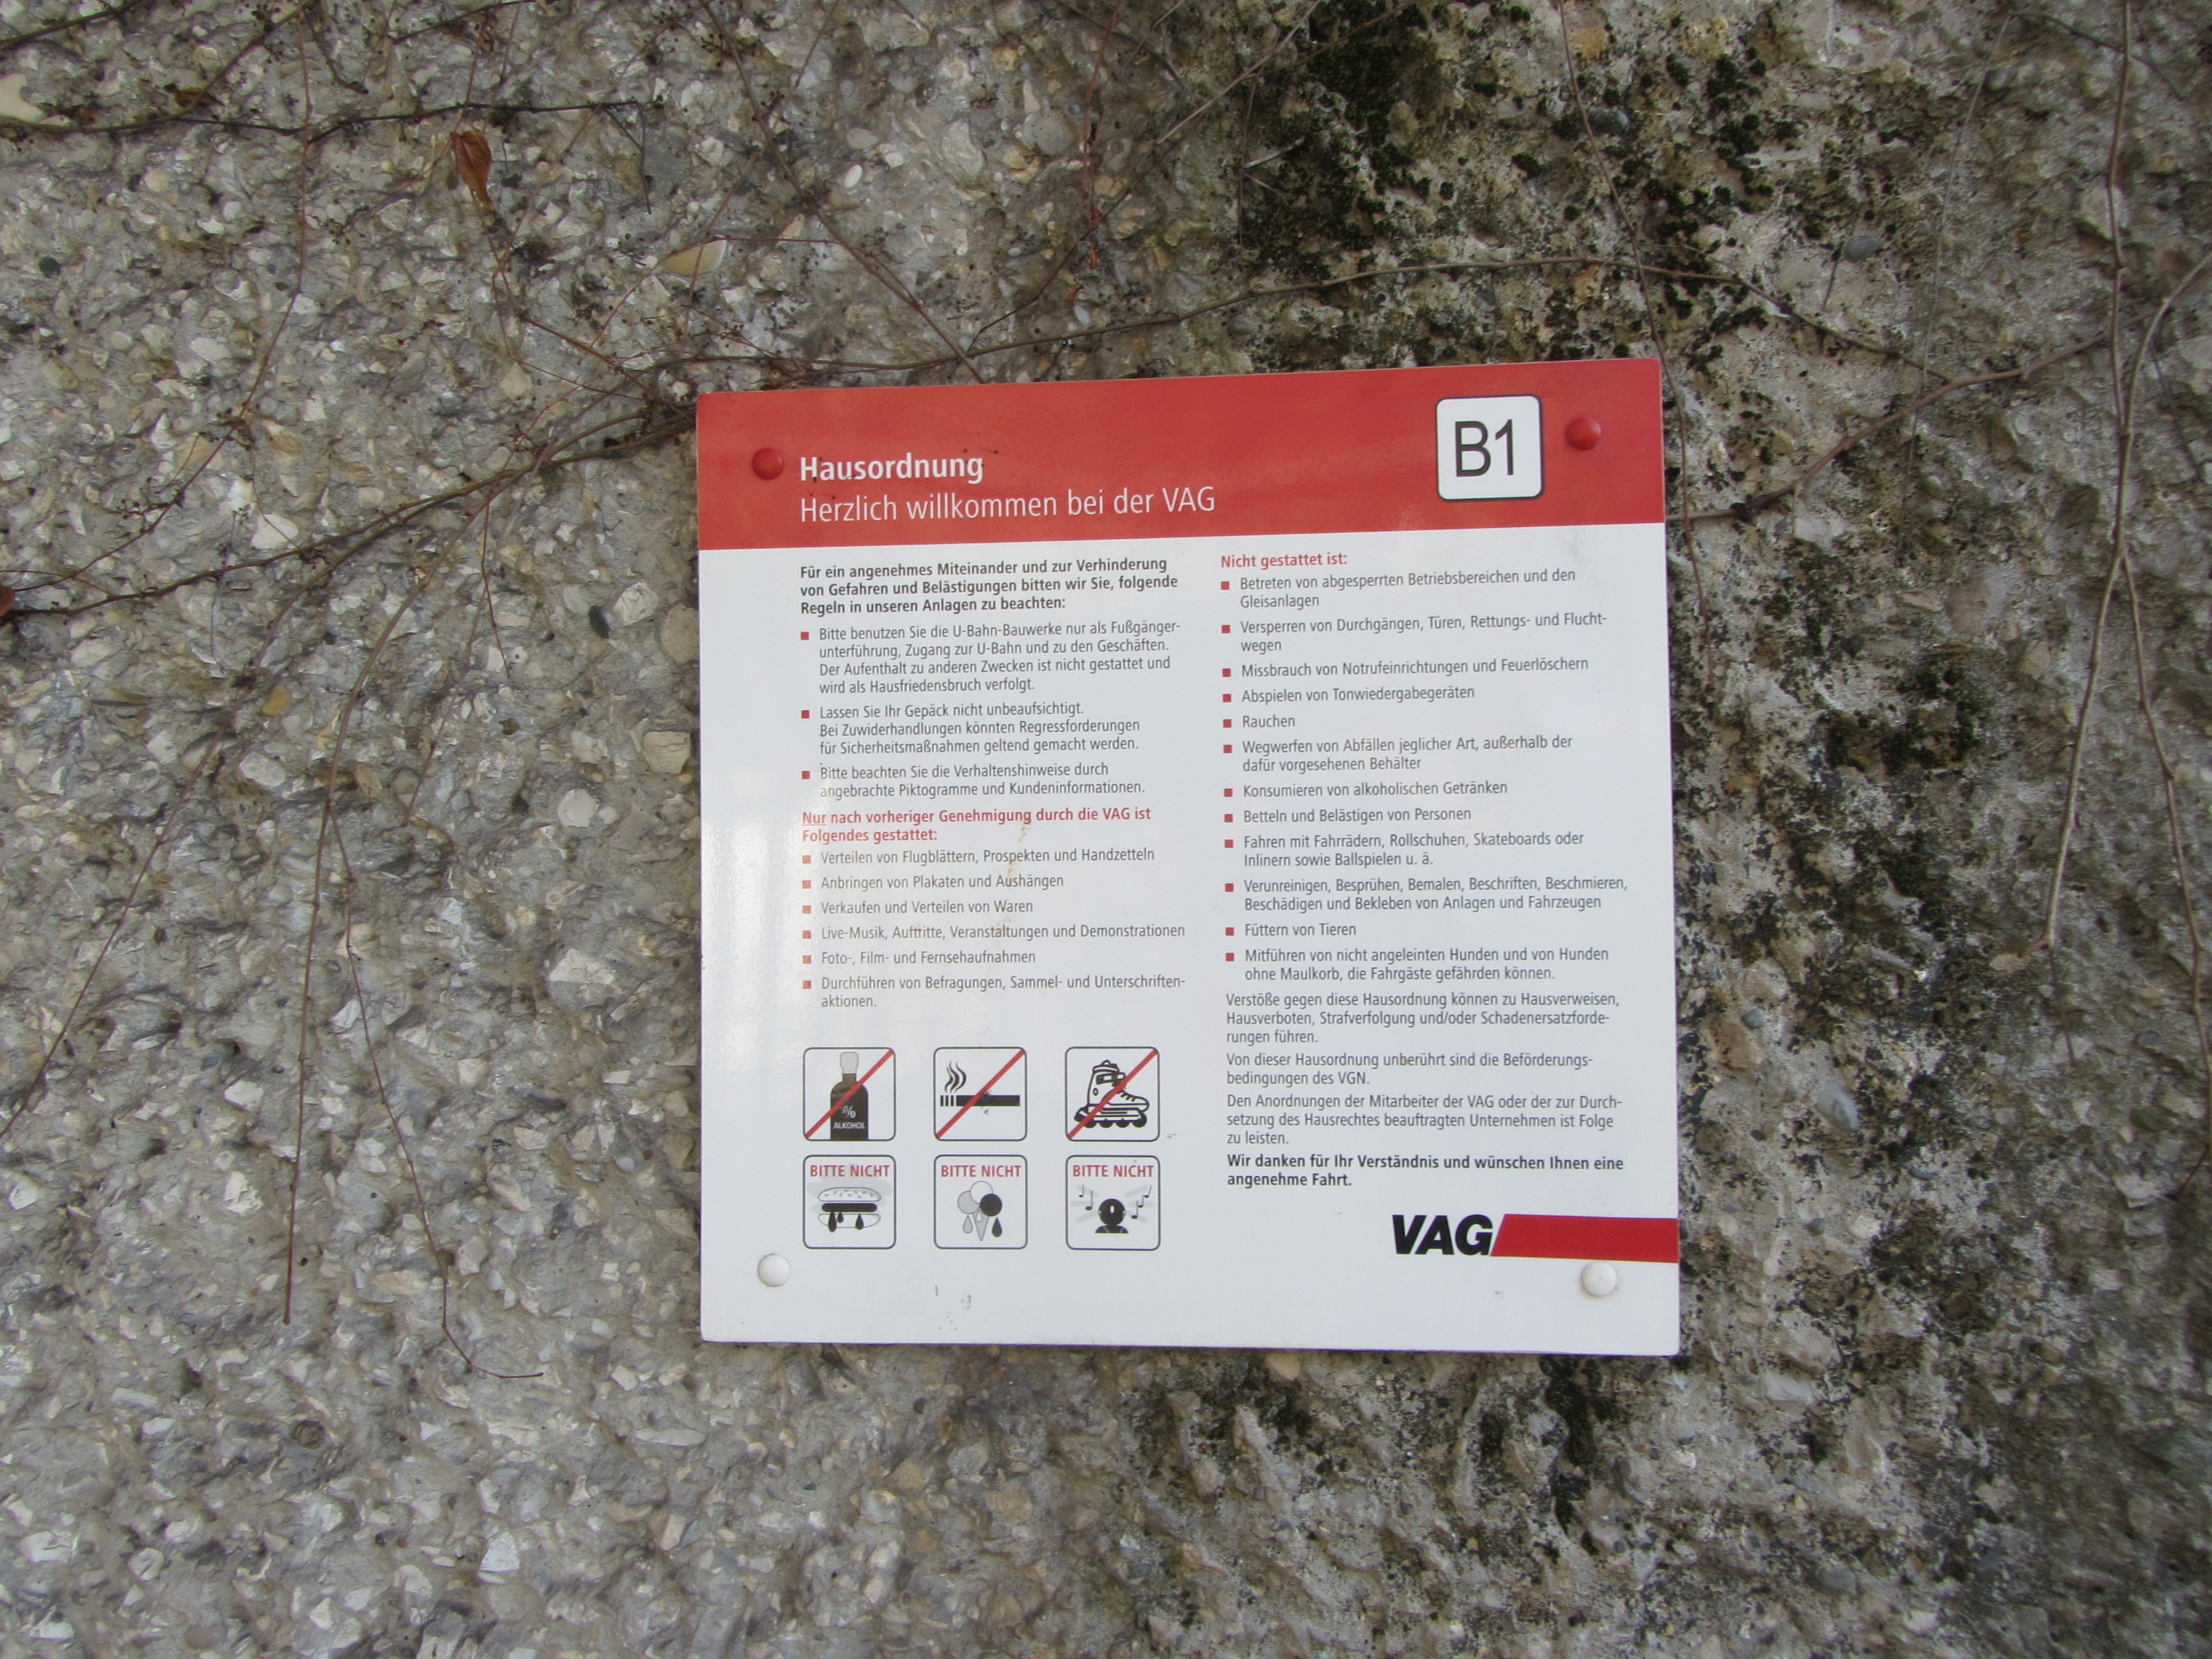 Hausordnung
Herzlich willkommen bei der VAG
B1
Für ein angenehmes Miteinander und zur Verhinderung
von Gefahren und Belästigungen bitten wir Sie, folgende
Regeln in unseren Anlagen zu beachten:
Bitte benutzen Sie die U-Bahn-Bauwerke nur als Fußgänger-
unterführung, Zugang zur U-Bahn und zu den Geschäften.
Der Aufenthalt zu anderen Zwecken ist nicht gestattet und
wird als Hausfriedensbruch verfolgt.
Lassen Sie Ihr Gepäck nicht unbeaufsichtigt.
Bei Zuwiderhandlungen könnten Regressforderungen
für Sicherheitsmaßnahmen geltend gemacht werden.
Bitte beachten Sie die Verhaltenshinweise durch
angebrachte Piktogramme und Kundeninformationen.
Nur nach vorheriger Genehmigung durch die VAG ist
Folgendes gestattet:
Verteilen von Flugblättern, Prospekten und Handzetteln
Anbringen von Plakaten und Aushängen
Verkaufen und Verteilen von Waren
Live-Musik, Auftritte, Veranstaltungen und Demonstrationen
Foto-, Film- und Fernsehaufnahmen
Durchführen von Befragungen, Sammel- und Unterschriften-
aktionen.
%
ALKOHOL
BITTE NICHT
BITTE NICHT
BITTE NICHT
Nicht gestattet ist:
Betreten von abgesperrten Betriebsbereichen und den
Gleisanlagen
Versperren von Durchgängen, Türen, Rettungs- und Flucht-
wegen
Missbrauch von Notrufeinrichtungen und Feuerlöschern
Abspielen von Tonwiedergabegeräten
Rauchen
Wegwerfen von Abfällen jeglicher Art, außerhalb der
dafür vorgesehenen Behälter
Konsumieren von alkoholischen Getränken
Betteln und Belästigen von Personen
Fahren mit Fahrrädern, Rollschuhen, Skateboards oder
Inlinern sowie Ballspielen u. ä.
Verunreinigen, Besprühen, Bemalen, Beschriften, Beschmieren,
Beschädigen und Bekleben von Anlagen und Fahrzeugen
Füttern von Tieren
Mitführen von nicht angeleinten Hunden und von Hunden
ohne Maulkorb, die Fahrgäste gefährden können.
Verstöße gegen diese Hausordnung können zu Hausverweisen,
Hausverboten, Strafverfolgung und/oder Schadenersatzforde-
rungen führen.
Von dieser Hausordnung unberührt sind die Beförderungs-
bedingungen des VGN.
Den Anordnungen der Mitarbeiter der VAG oder der zur Durch-
setzung des Hausrechtes beauftragten Unternehmen ist Folge
zu leisten.
Wir danken für Ihr Verständnis und wünschen Ihnen eine
angenehme Fahrt.
VAG